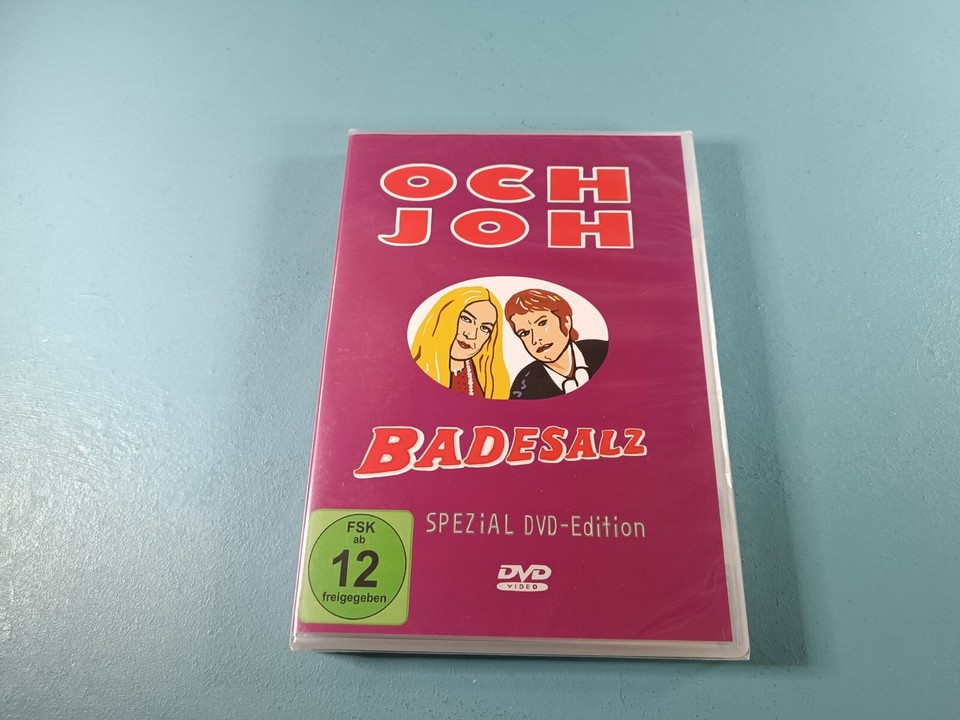 OCH
JOH
BADESALZ
SPEZiAL DVD-Edition
FSK
ab
12
freigegeben
DVD
VIDEO